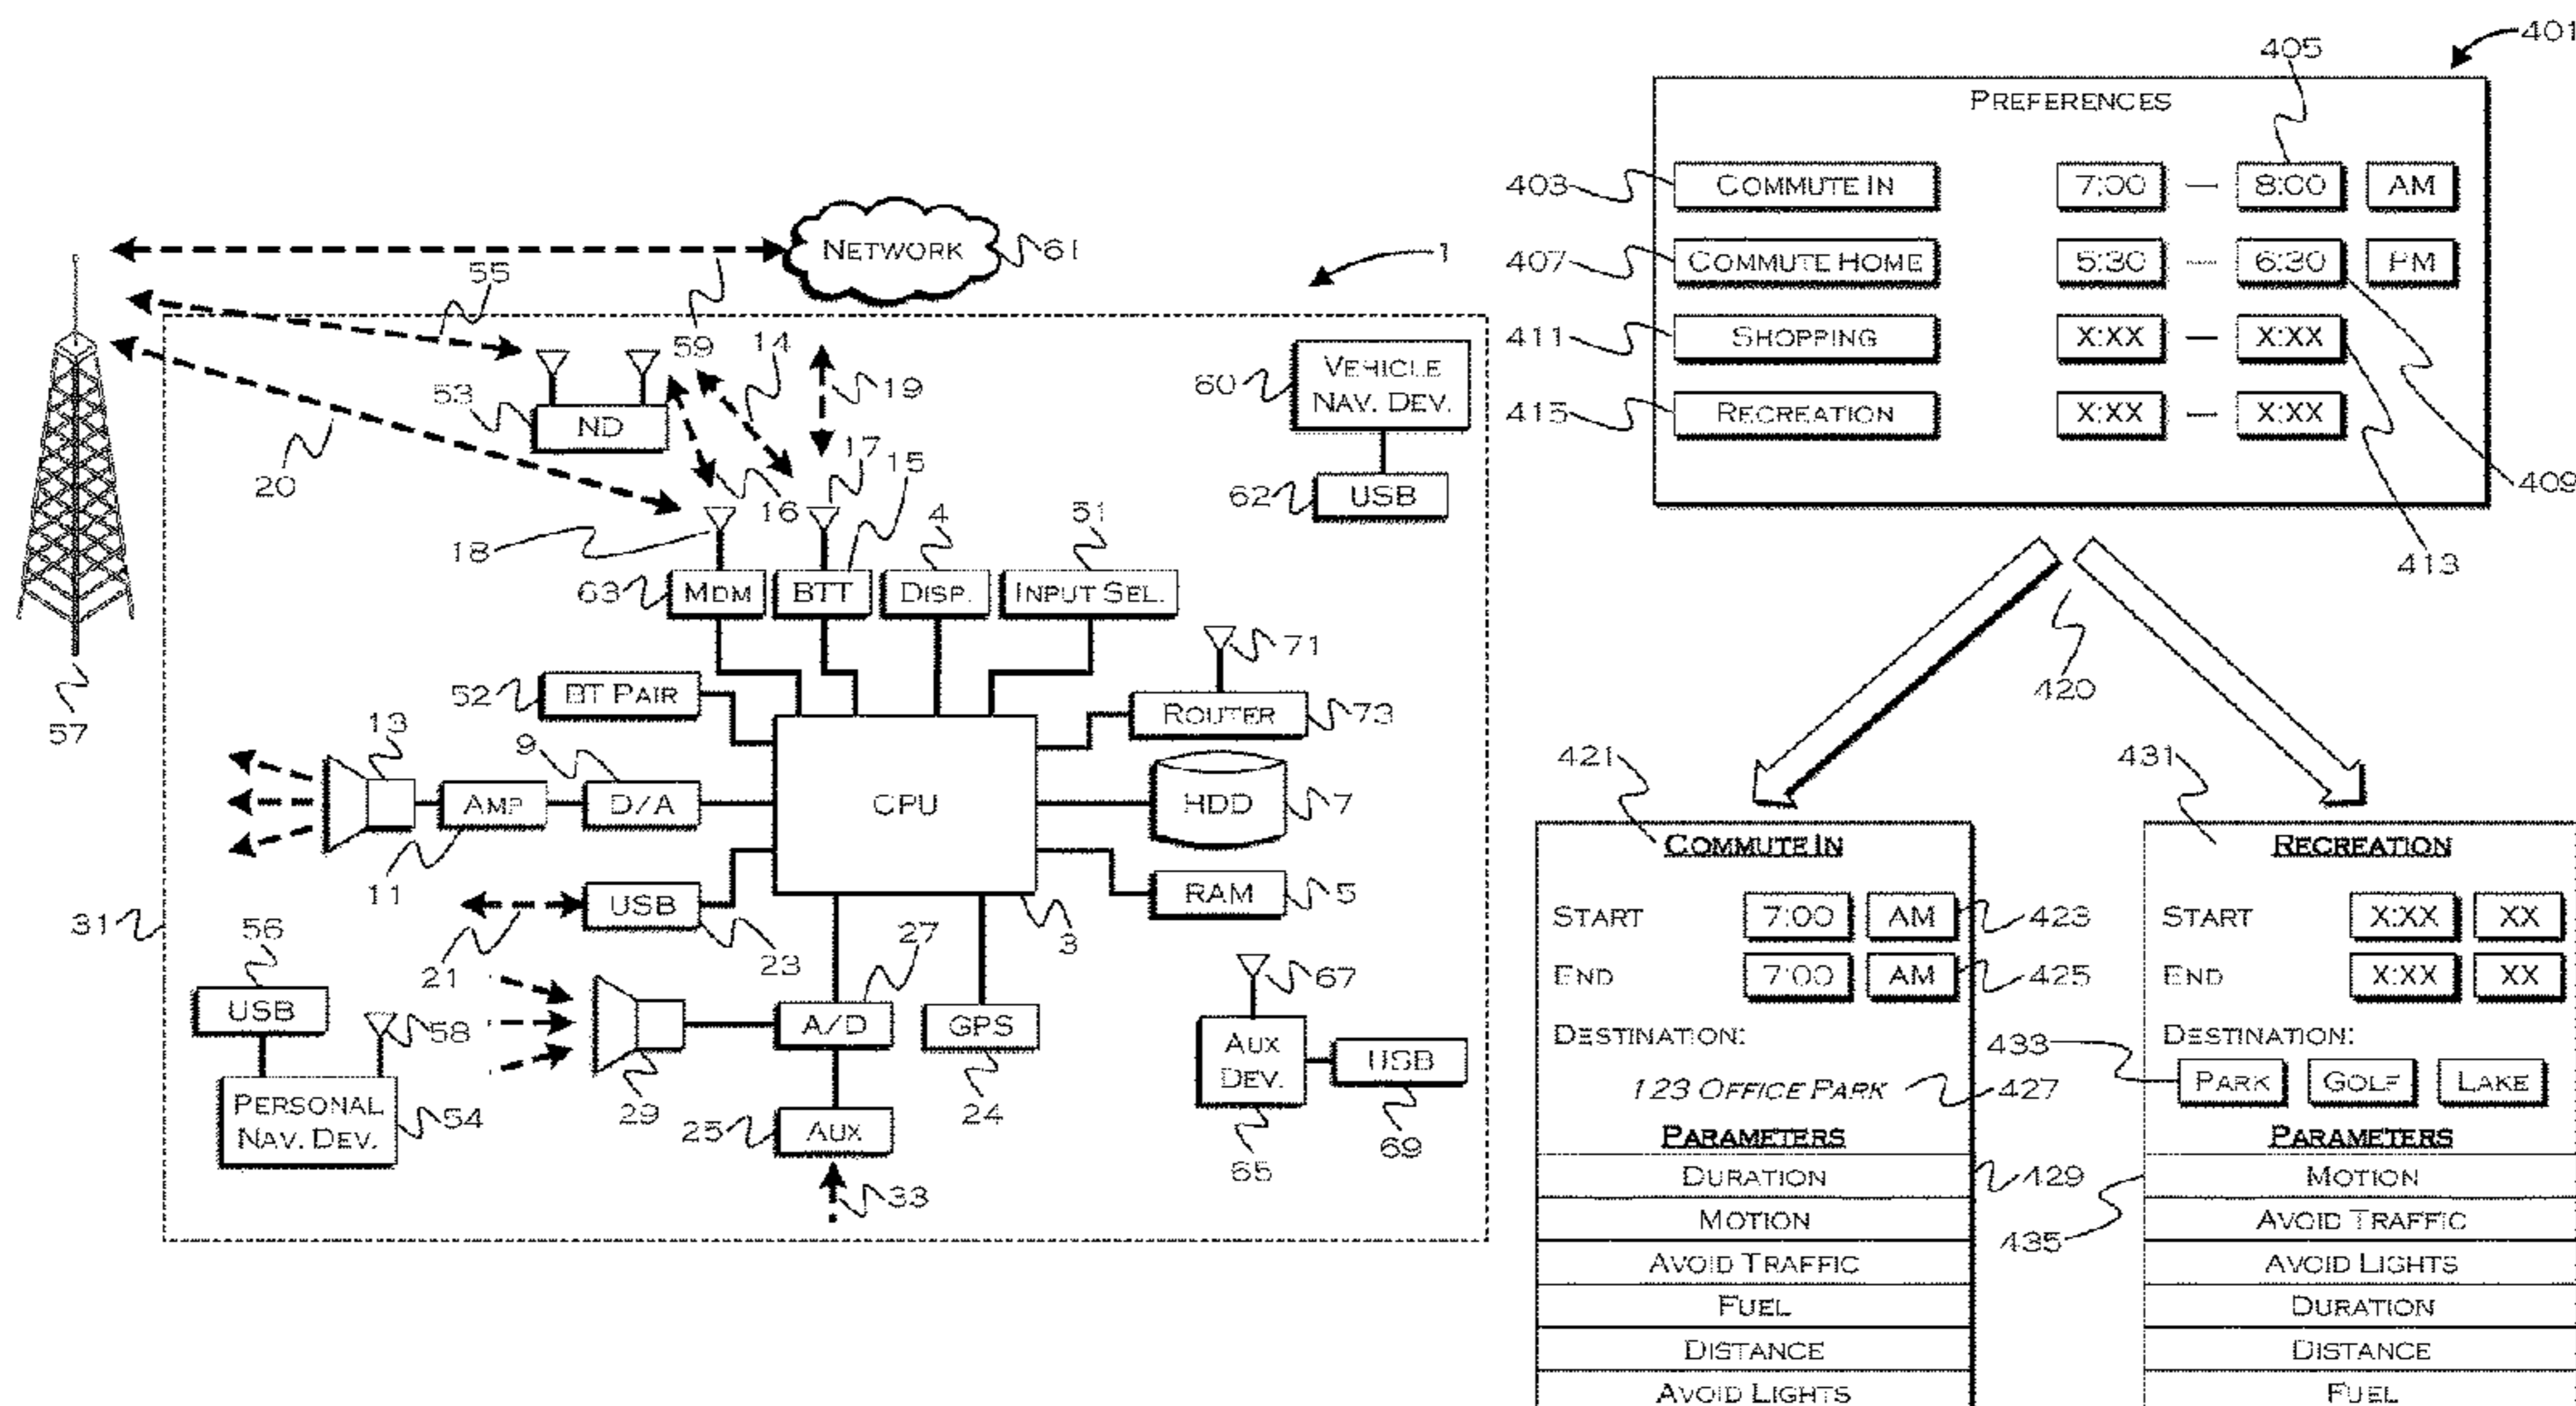 NETWORK
61
1
55
59
14
19
53
ND
20
17
15
16
18
4
51
60
VEHICLE
NAV. DEV.
62
USB
57
63
MDM
BTT
DISP.
INPUT SEL.
71
52
BT PAIR
ROUTER
73
13
9
AMP
D/A
CPU
HDD
7
11
31
21
USB
23
3
RAM
5
56
USB
27
67
58
A/D
GPS
29
24
AUX
DEV.
USB
PERSONAL
NAV. DEV.
54
25
AUX
65
69
33
401
405
PREFERENCES
403
COMMUTE IN
7:00 — 8:00 AM
407
COMMUTE HOME
5:30 — 6:30 PM
411
SHOPPING
X:XX — X:XX
415
RECREATION
X:XX — X:XX
409
413
420
421
COMMUTE IN
START 7:00 AM
423
END 7:00 AM
425
DESTINATION:
123 OFFICE PARK
427
PARAMETERS
DURATION
429
MOTION
AVOID TRAFFIC
FUEL
DISTANCE
AVOID LIGHTS
431
RECREATION
START X:XX XX
END X:XX XX
DESTINATION:
433
PARK GOLF LAKE
PARAMETERS
435
MOTION
AVOID TRAFFIC
AVOID LIGHTS
DURATION
DISTANCE
FUEL